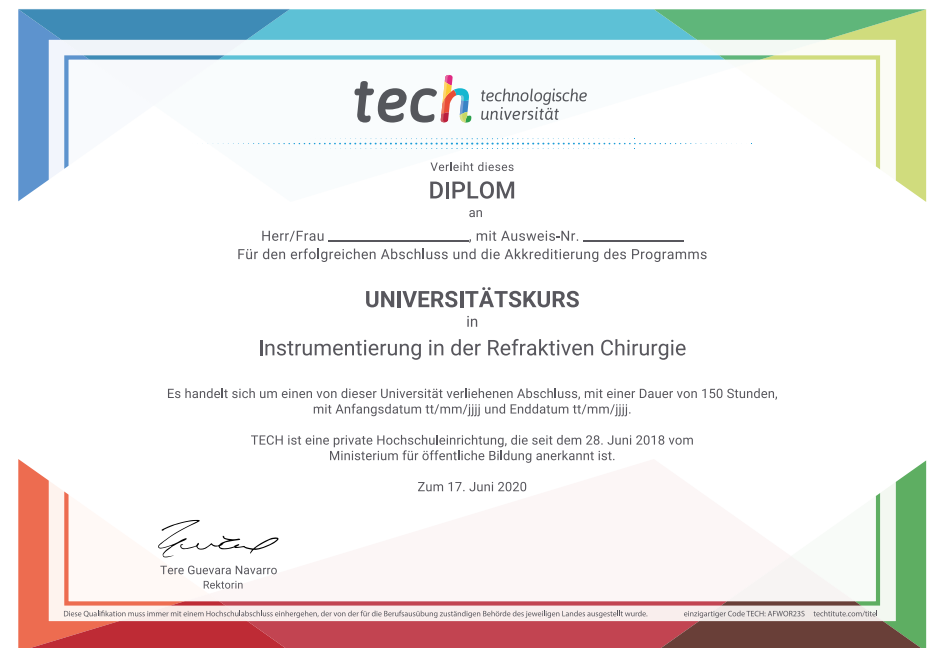 tech technologische
universität
Verleiht dieses
DIPLOM
an
Herr/Frau , mit Ausweis-Nr.
Für den erfolgreichen Abschluss und die Akkreditierung des Programms
UNIVERSITÄTSKURS
in
Instrumentierung in der Refraktiven Chirurgie
Es handelt sich um einen von dieser Universität verliehenen Abschluss, mit einer Dauer von 150 Stunden,
mit Anfangsdatum tt/mm/jjjj und Enddatum tt/mm/jjjj.
TECH ist eine private Hochschuleinrichtung, die seit dem 28. Juni 2018 vom
Ministerium für öffentliche Bildung anerkannt ist.
Zum 17. Juni 2020
Tere Guevara Navarro
Rektorin
Diese Qualifikation muss immer mit einem Hochschulabschluss einhergehen, der von der für die Berufsausübung zuständigen Behörde des jeweiligen Landes ausgestellt wurde. einzigartiger Code TECH: AFWOR23S techtitute.com/titel